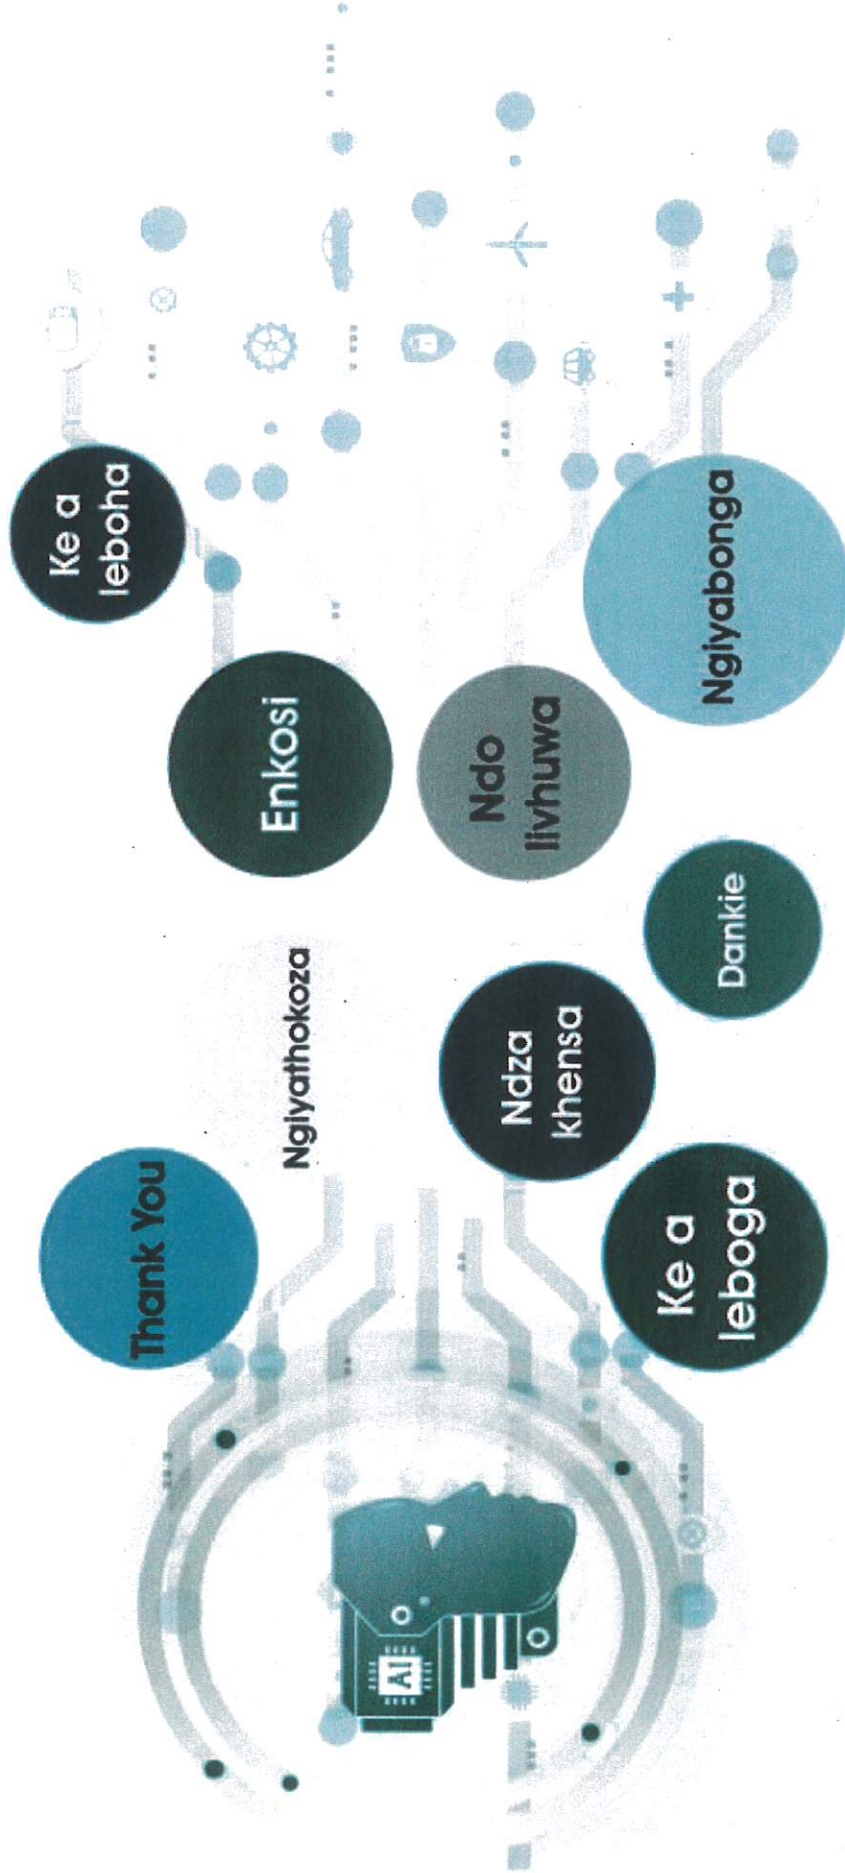 AI
Thank You
Ngiyathokoza
Enkosi
Ke a
leboha
Ke a
leboga
Ndza
khensa
Dankie
Ndo
livhuwa
Ngiyabonga